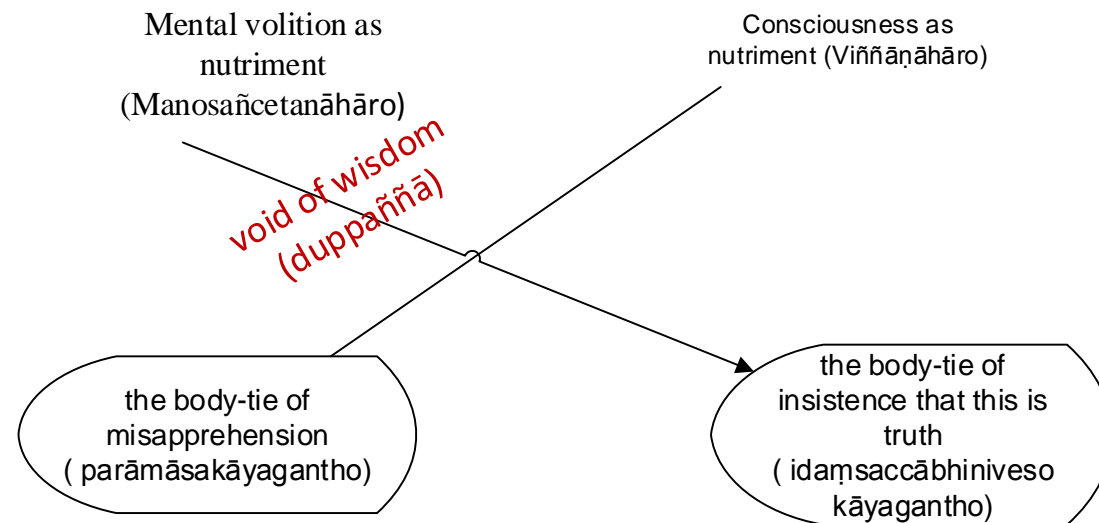 Mental volition as
nutriment
(Manosañcetanāhāro)
Consciousness as
nutriment (Viññāṇāhāro)
void of wisdom
(duppaññā)
the body-tie of
misapprehension
( parāmāsakāyagantho)
the body-tie of
insistence that this is
truth
( idaṃsaccābhiniveso
kāyagantho)